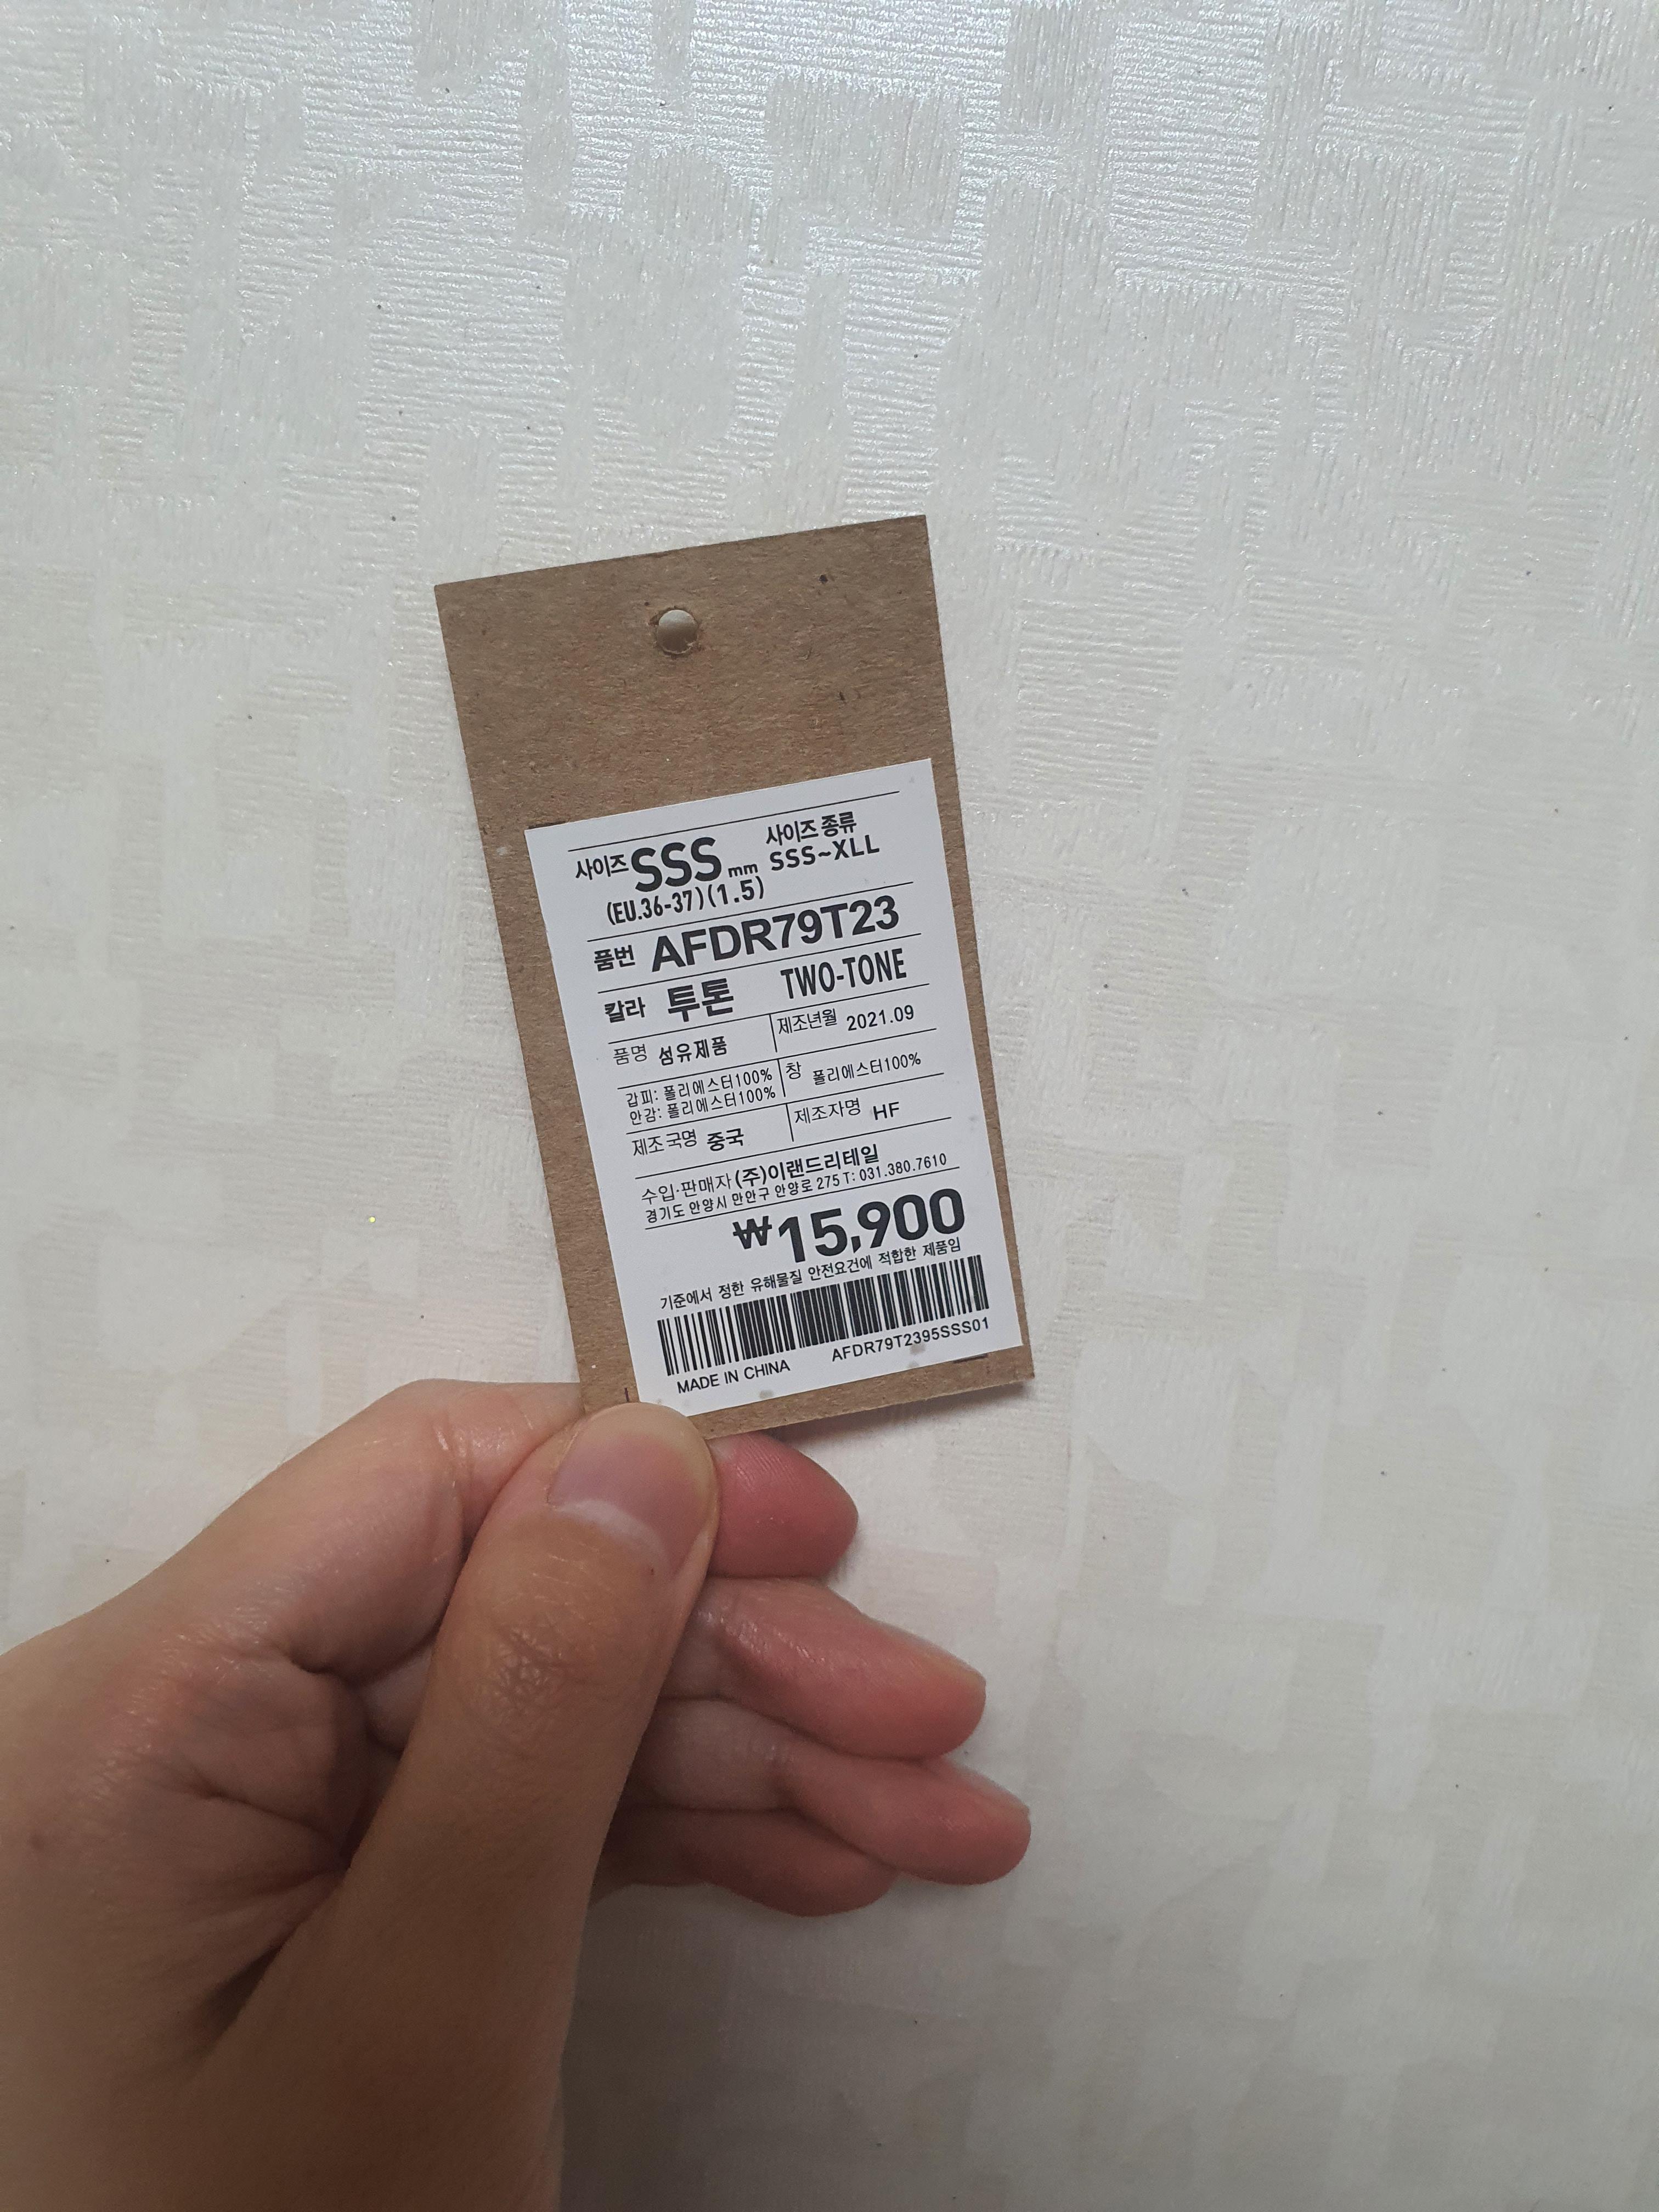 사이즈 SSS mm 사이즈 종류
(EU.36-37)(1.5) SSS~XLL
품번 AFDR79T23
칼라 투톤 TWO-TONE
품명 섬유제품 제조년월 2021.09
갑피: 폴리에스터100% 창 폴리에스터100%
안감: 폴리에스터100%
제조국명 중국 제조자명 HF
수입·판매자 (주)이랜드리테일
경기도 안양시 만안구 안양로 275 T: 031.380.7610
₩15,900
기준에서 정한 유해물질 안전요건에 적합한 제품임
MADE IN CHINA AFDR79T2395SSS01